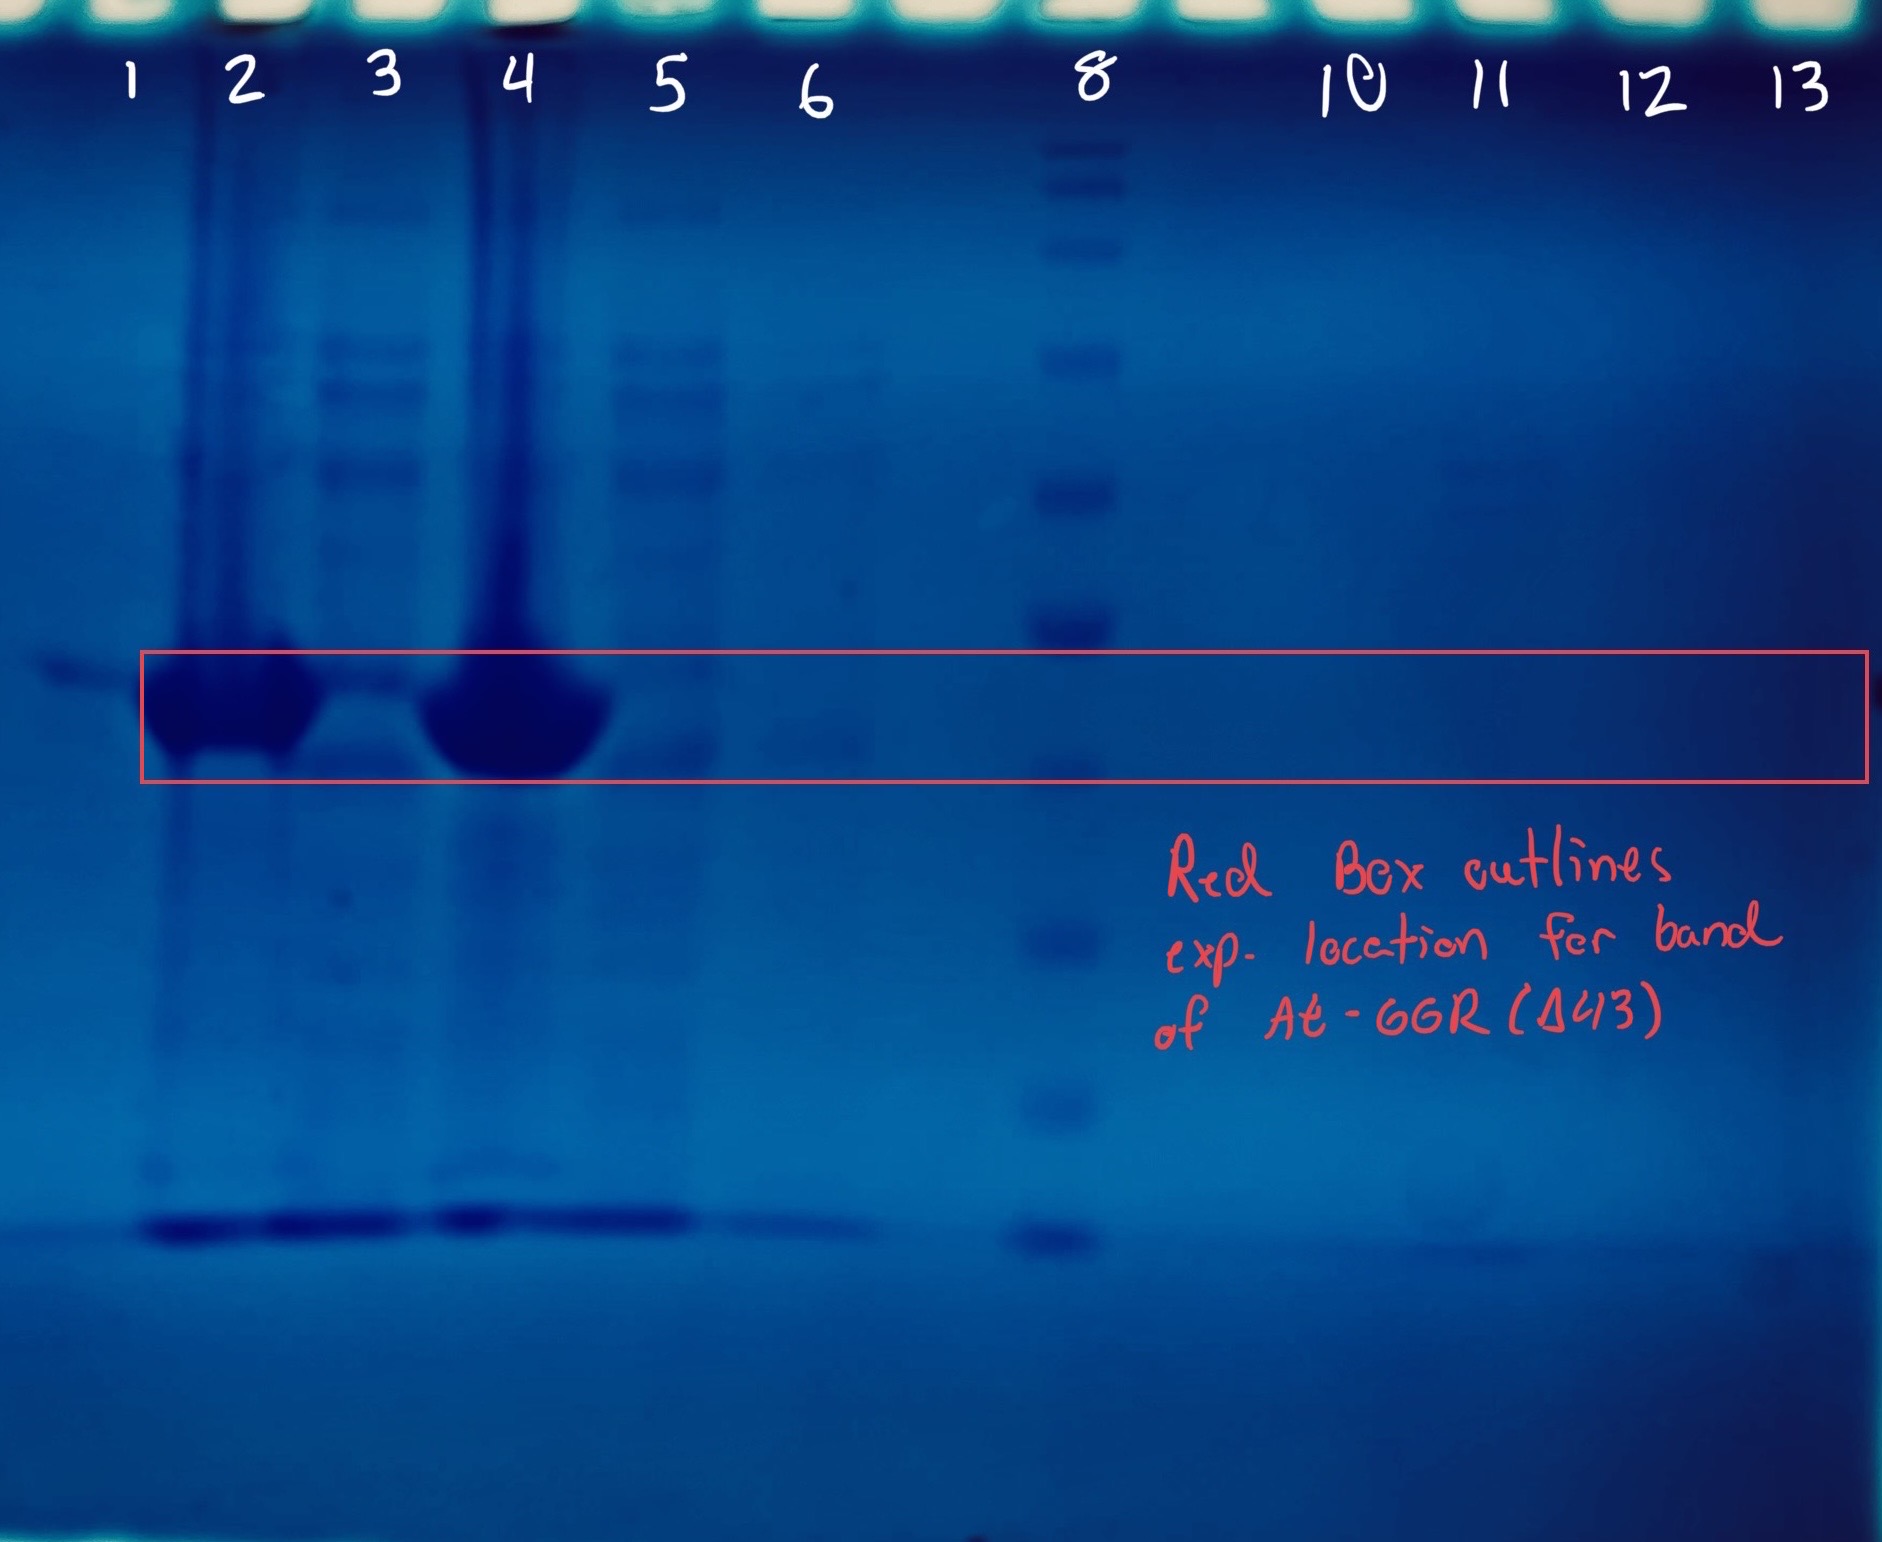 1 2 3 4 5 6 8 10 11 12 13
Red Box outlines
exp. location for band
of At-GGR(Δ43)